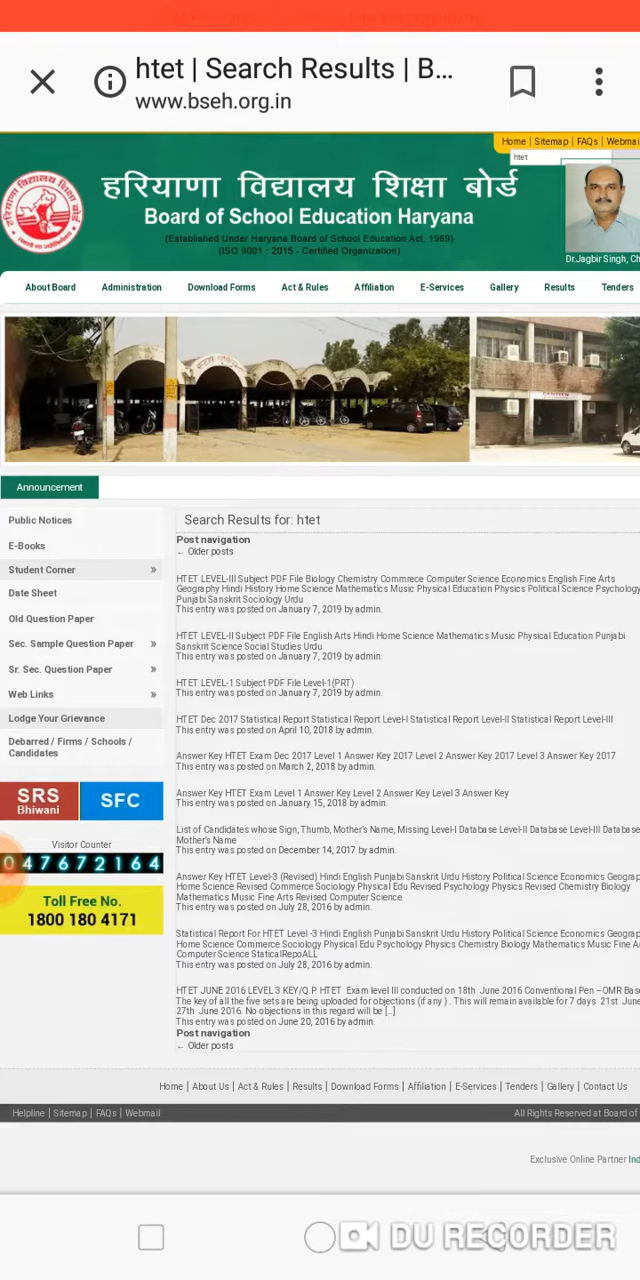 htet | Search Results | B...
www.bseh.org.in
Home | Sitemap | FAQs | Webmai
htet
हरियाणा विद्यालय शिक्षा बोर्ड
Board of School Education Haryana
(Established Under Haryana Board of School Education Act, 1969)
(ISO 9001 : 2015 - Certified Organization)
Dr.Jagbir Singh, Ch
About Board Administration Download Forms Act & Rules Affiliation E-Services Gallery Results Tenders
Announcement
Public Notices
E-Books
Student Corner »
Date Sheet
Old Question Paper
Sec. Sample Question Paper »
Sr. Sec. Question Paper »
Web Links »
Lodge Your Grievance
Debarred / Firms / Schools /
Candidates
SRS
Bhiwani
SFC
Visitor Counter
047672164
Toll Free No.
1800 180 4171
Search Results for: htet
Post navigation
← Older posts
HTET LEVEL-III Subject PDF File Biology Chemistry Commrece Computer Science Economics English Fine Arts
Geography Hindi History Home Science Mathematics Music Physical Education Physics Political Science Psychology
Punjabi Sanskrit Sociology Urdu
This entry was posted on January 7, 2019 by admin.
HTET LEVEL-II Subject PDF File English Arts Hindi Home Science Mathematics Music Physical Education Punjabi
Sanskrit Science Social Studies Urdu
This entry was posted on January 7, 2019 by admin.
HTET LEVEL-1 Subject PDF File Level-1(PRT)
This entry was posted on January 7, 2019 by admin.
HTET Dec 2017 Statistical Report Statistical Report Level-I Statistical Report Level-II Statistical Report Level-III
This entry was posted on April 10, 2018 by admin.
Answer Key HTET Exam Dec 2017 Level 1 Answer Key 2017 Level 2 Answer Key 2017 Level 3 Answer Key 2017
This entry was posted on March 2, 2018 by admin.
Answer Key HTET Exam Level 1 Answer Key Level 2 Answer Key Level 3 Answer Key
This entry was posted on January 15, 2018 by admin.
List of Candidates whose Sign, Thumb, Mother's Name, Missing Level-I Database Level-II Database Level-III Database
Mother's Name
This entry was posted on December 14, 2017 by admin.
Answer Key HTET Level-3 (Revised) Hindi English Punjabi Sanskrit Urdu History Political Science Economics Geograp
Home Science Revised Commerce Sociology Physical Edu Revised Psychology Physics Revised Chemistry Biology
Mathematics Music Fine Arts Revised Computer Science
This entry was posted on July 28, 2016 by admin.
Statistical Report For HTET Level -3 Hindi English Punjabi Sanskrit Urdu History Political Science Economics Geograp
Home Science Commerce Sociology Physical Edu Psychology Physics Chemistry Biology Mathematics Music Fine Ar
Computer Science StaticalRepoALL
This entry was posted on July 28, 2016 by admin.
HTET JUNE 2016 LEVEL 3 KEY/Q.P. HTET Exam level III conducted on 18th June 2016 Conventional Pen –OMR Base
The key of all the five sets are being uploaded for objections (if any ) . This will remain available for 7 days 21st June
27th June 2016. No objections in this regard will be [...]
This entry was posted on June 20, 2016 by admin.
Post navigation
← Older posts
Home | About Us | Act & Rules | Results | Download Forms | Affiliation | E-Services | Tenders | Gallery | Contact Us
Helpline | Sitemap | FAQs | Webmail
All Rights Reserved at Board of
Exclusive Online Partner Ind
DU RECORDER